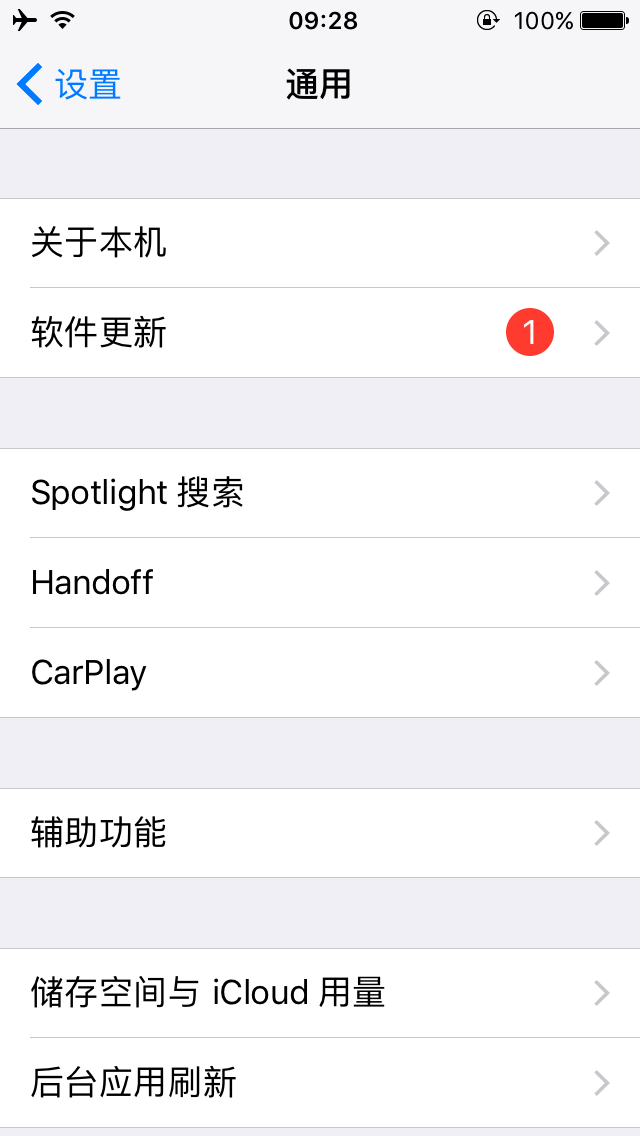 09:28
100%
设置
通用
关于本机
软件更新
1
Spotlight 搜索
Handoff
CarPlay
辅助功能
储存空间与 iCloud 用量
后台应用刷新